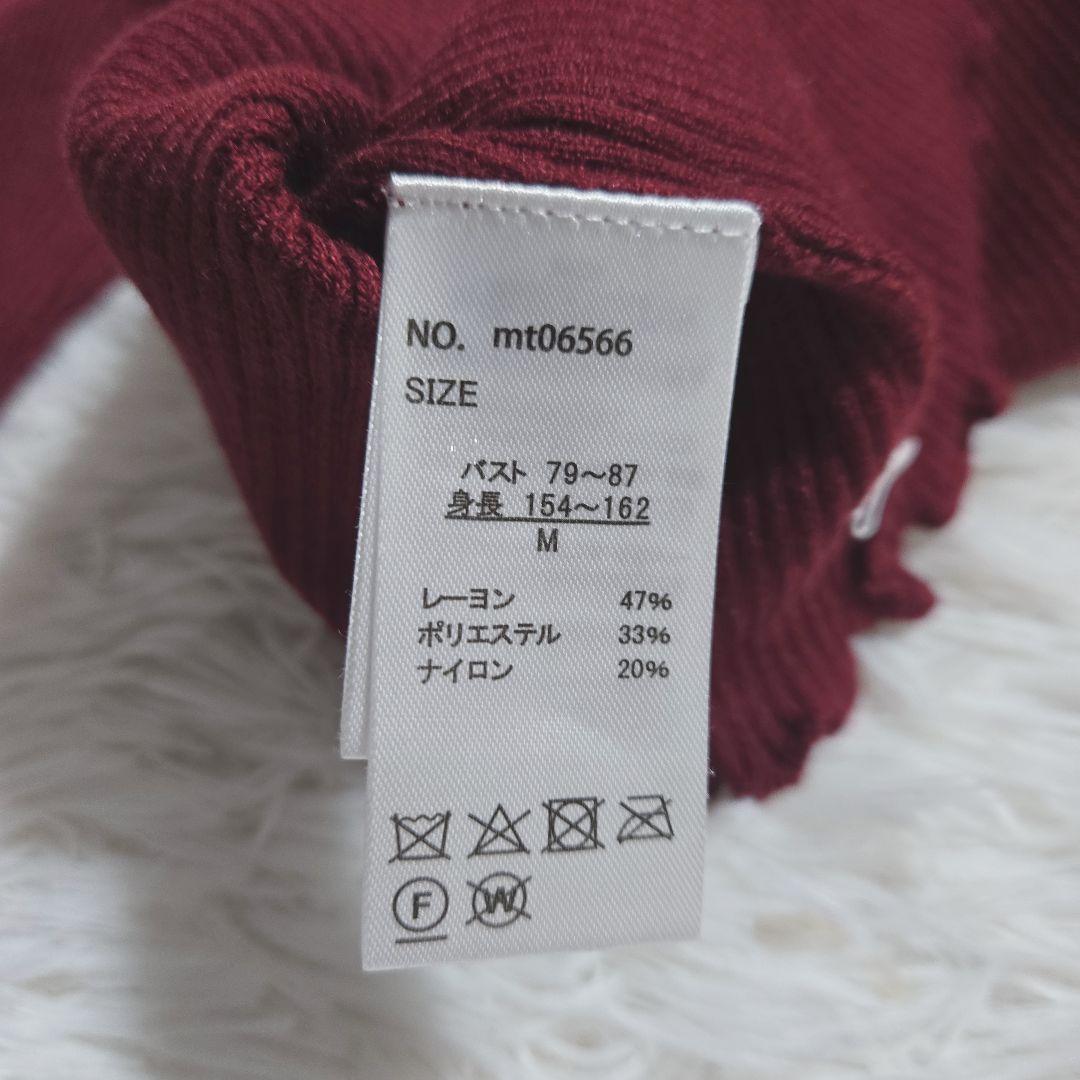 NO. mt06566
SIZE
バスト 79～87
身長 154～162
M
レーヨン 47%
ポリエステル 33%
ナイロン 20%
F W